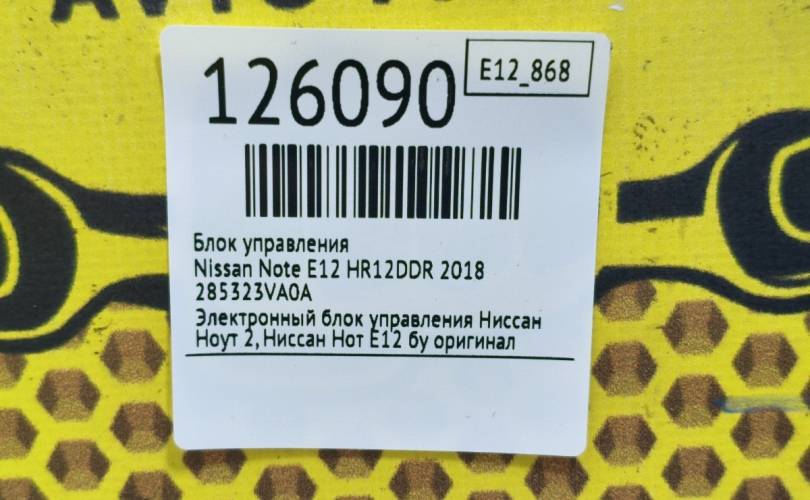 126090
E12_868
Блок управления
Nissan Note E12 HR12DDR 2018
285323VA0A
Электронный блок управления Ниссан
Ноут 2, Ниссан Нот Е12 бу оригинал